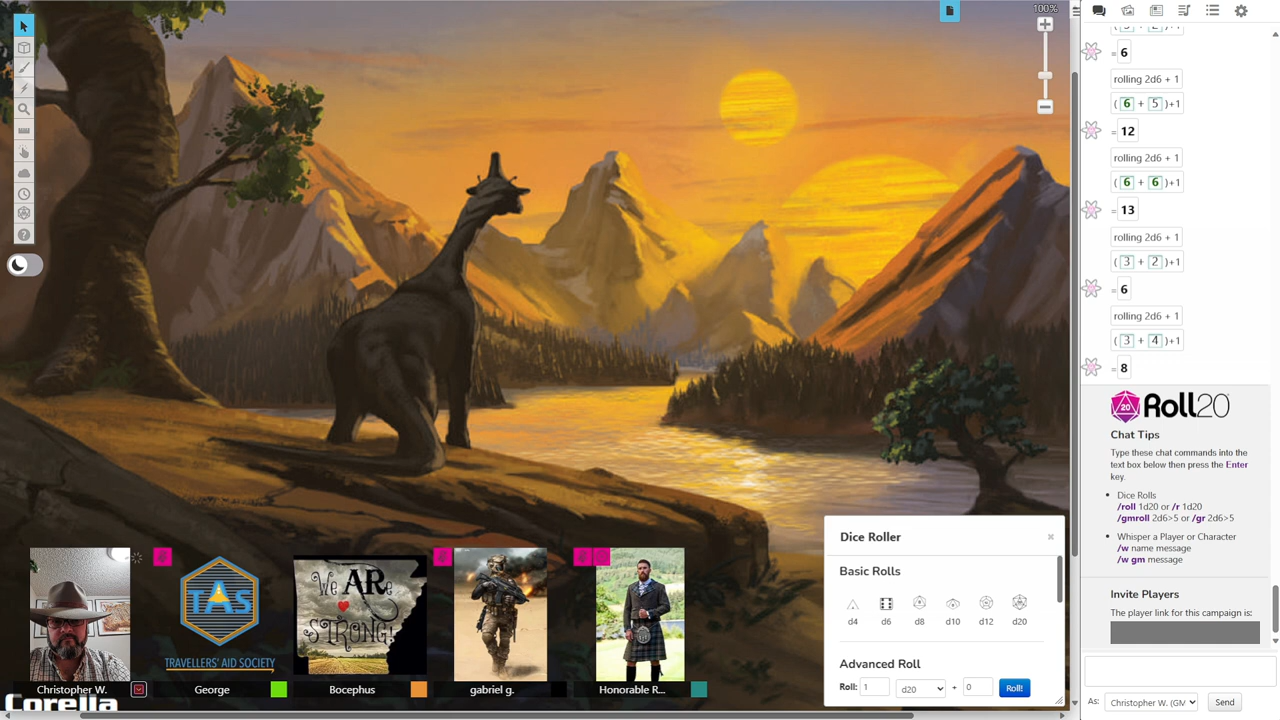 100%
= 6
rolling 2d6 + 1
( 6 + 5 )+1
= 12
rolling 2d6 + 1
( 6 + 6 )+1
= 13
rolling 2d6 + 1
( 3 + 2 )+1
= 6
rolling 2d6 + 1
( 3 + 4 )+1
= 8
20 Roll20
Chat Tips
Type these chat commands into the
text box below then press the Enter
key.
• Dice Rolls
/roll 1d20 or /r 1d20
/gmroll 2d6>5 or /gr 2d6>5
• Whisper a Player or Character
/w name message
/w gm message
Invite Players
The player link for this campaign is:
As: Christopher W. (GM
Send
Dice Roller
×
Basic Rolls
d4 d6 d8 d10 d12 d20
Advanced Roll
Roll: 1 d20 + 0 Roll!
TAS
TRAVELLERS' AID SOCIETY
We ARe
STRONG!
Christopher W. George Bocephus gabriel g. Honorable R...
Corella